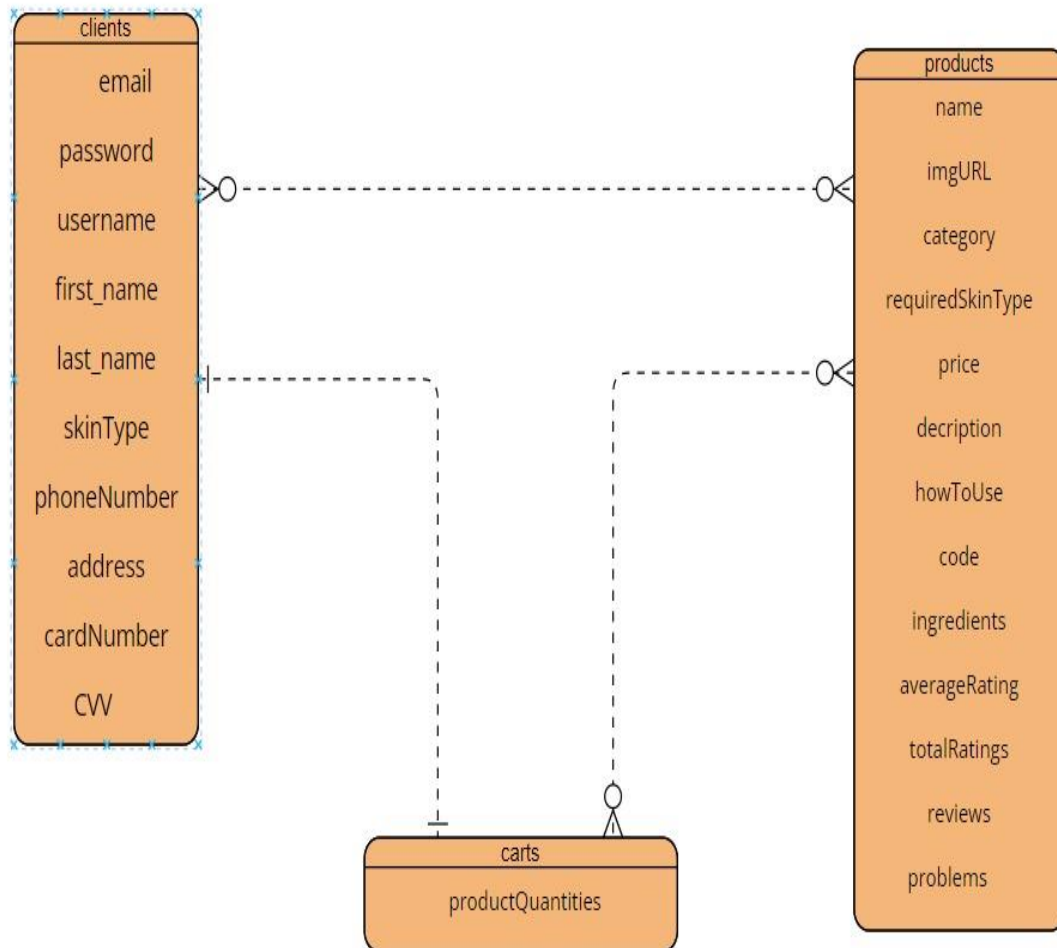 clients
email
password
username
first_name
last_name
skinType
phoneNumber
address
cardNumber
CVV
products
name
imgURL
category
requiredSkinType
price
decription
howToUse
code
ingredients
averageRating
totalRatings
reviews
problems
carts
productQuantities